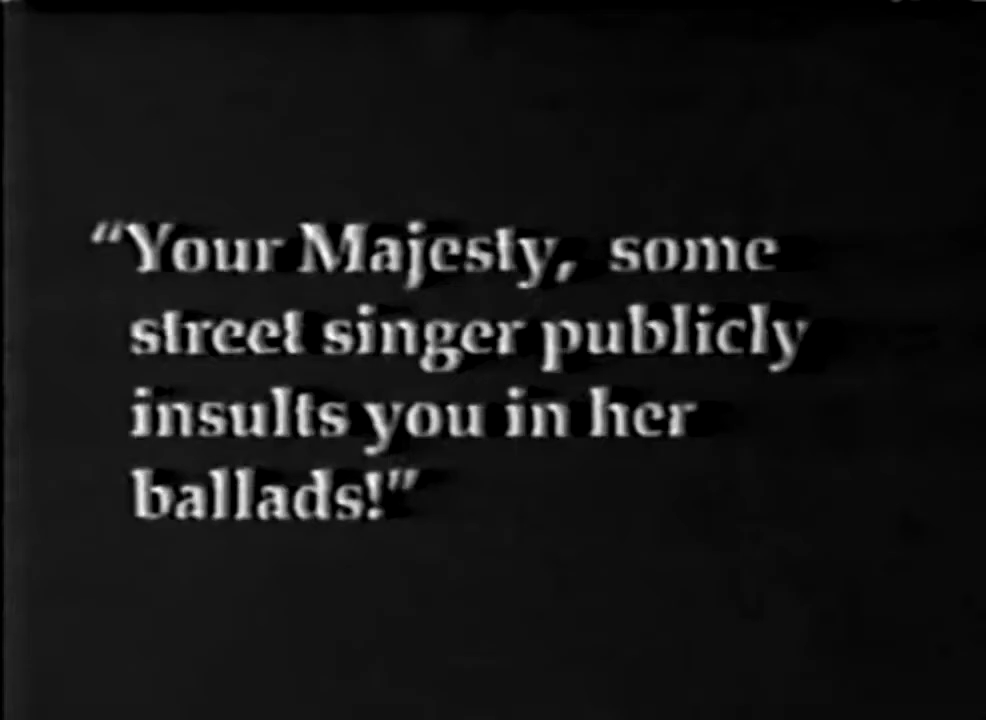 “Your Majesty, some
street singer publicly
insults you in her
ballads!”